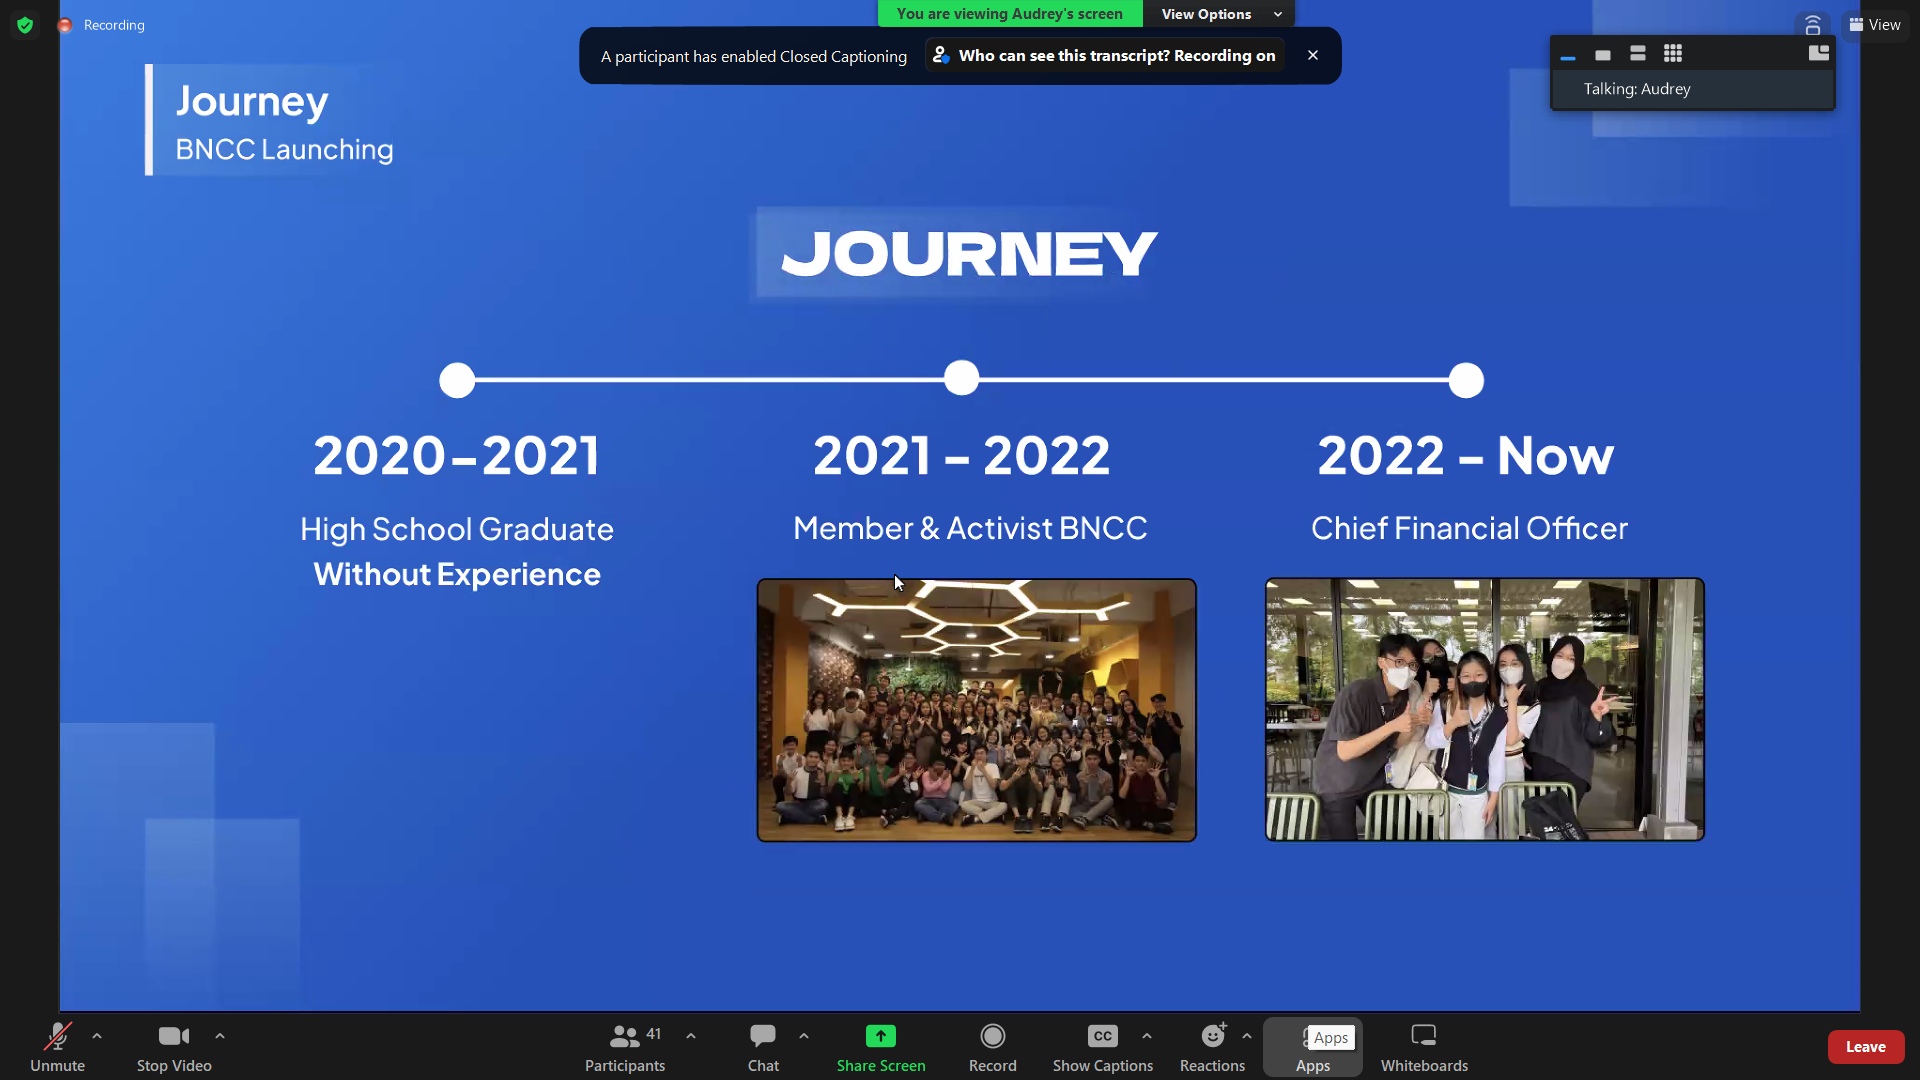 Recording
You are viewing Audrey's screen
View Options
View
A participant has enabled Closed Captioning
Who can see this transcript? Recording on
Talking: Audrey
Journey
BNCC Launching
JOURNEY
2020-2021
High School Graduate
Without Experience
2021 - 2022
Member & Activist BNCC
2022 - Now
Chief Financial Officer
Unmute
Stop Video
41
Participants
Chat
Share Screen
Record
CC
Show Captions
Reactions
Apps
Apps
Whiteboards
Leave